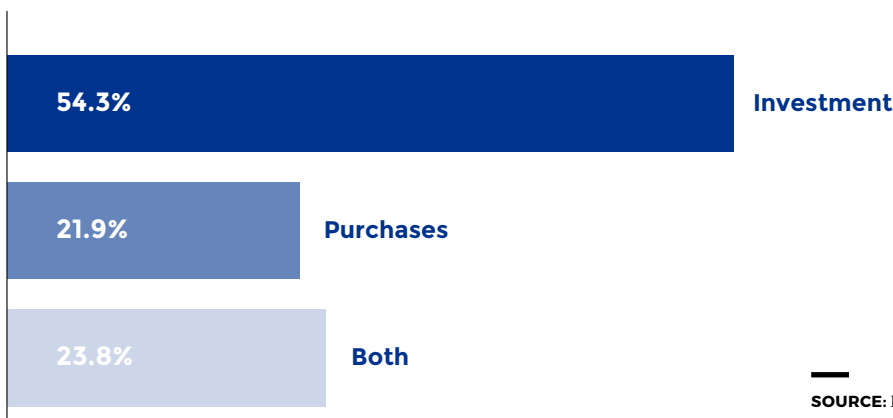 54.3% Investment
21.9% Purchases
23.8% Both
SOURCE: